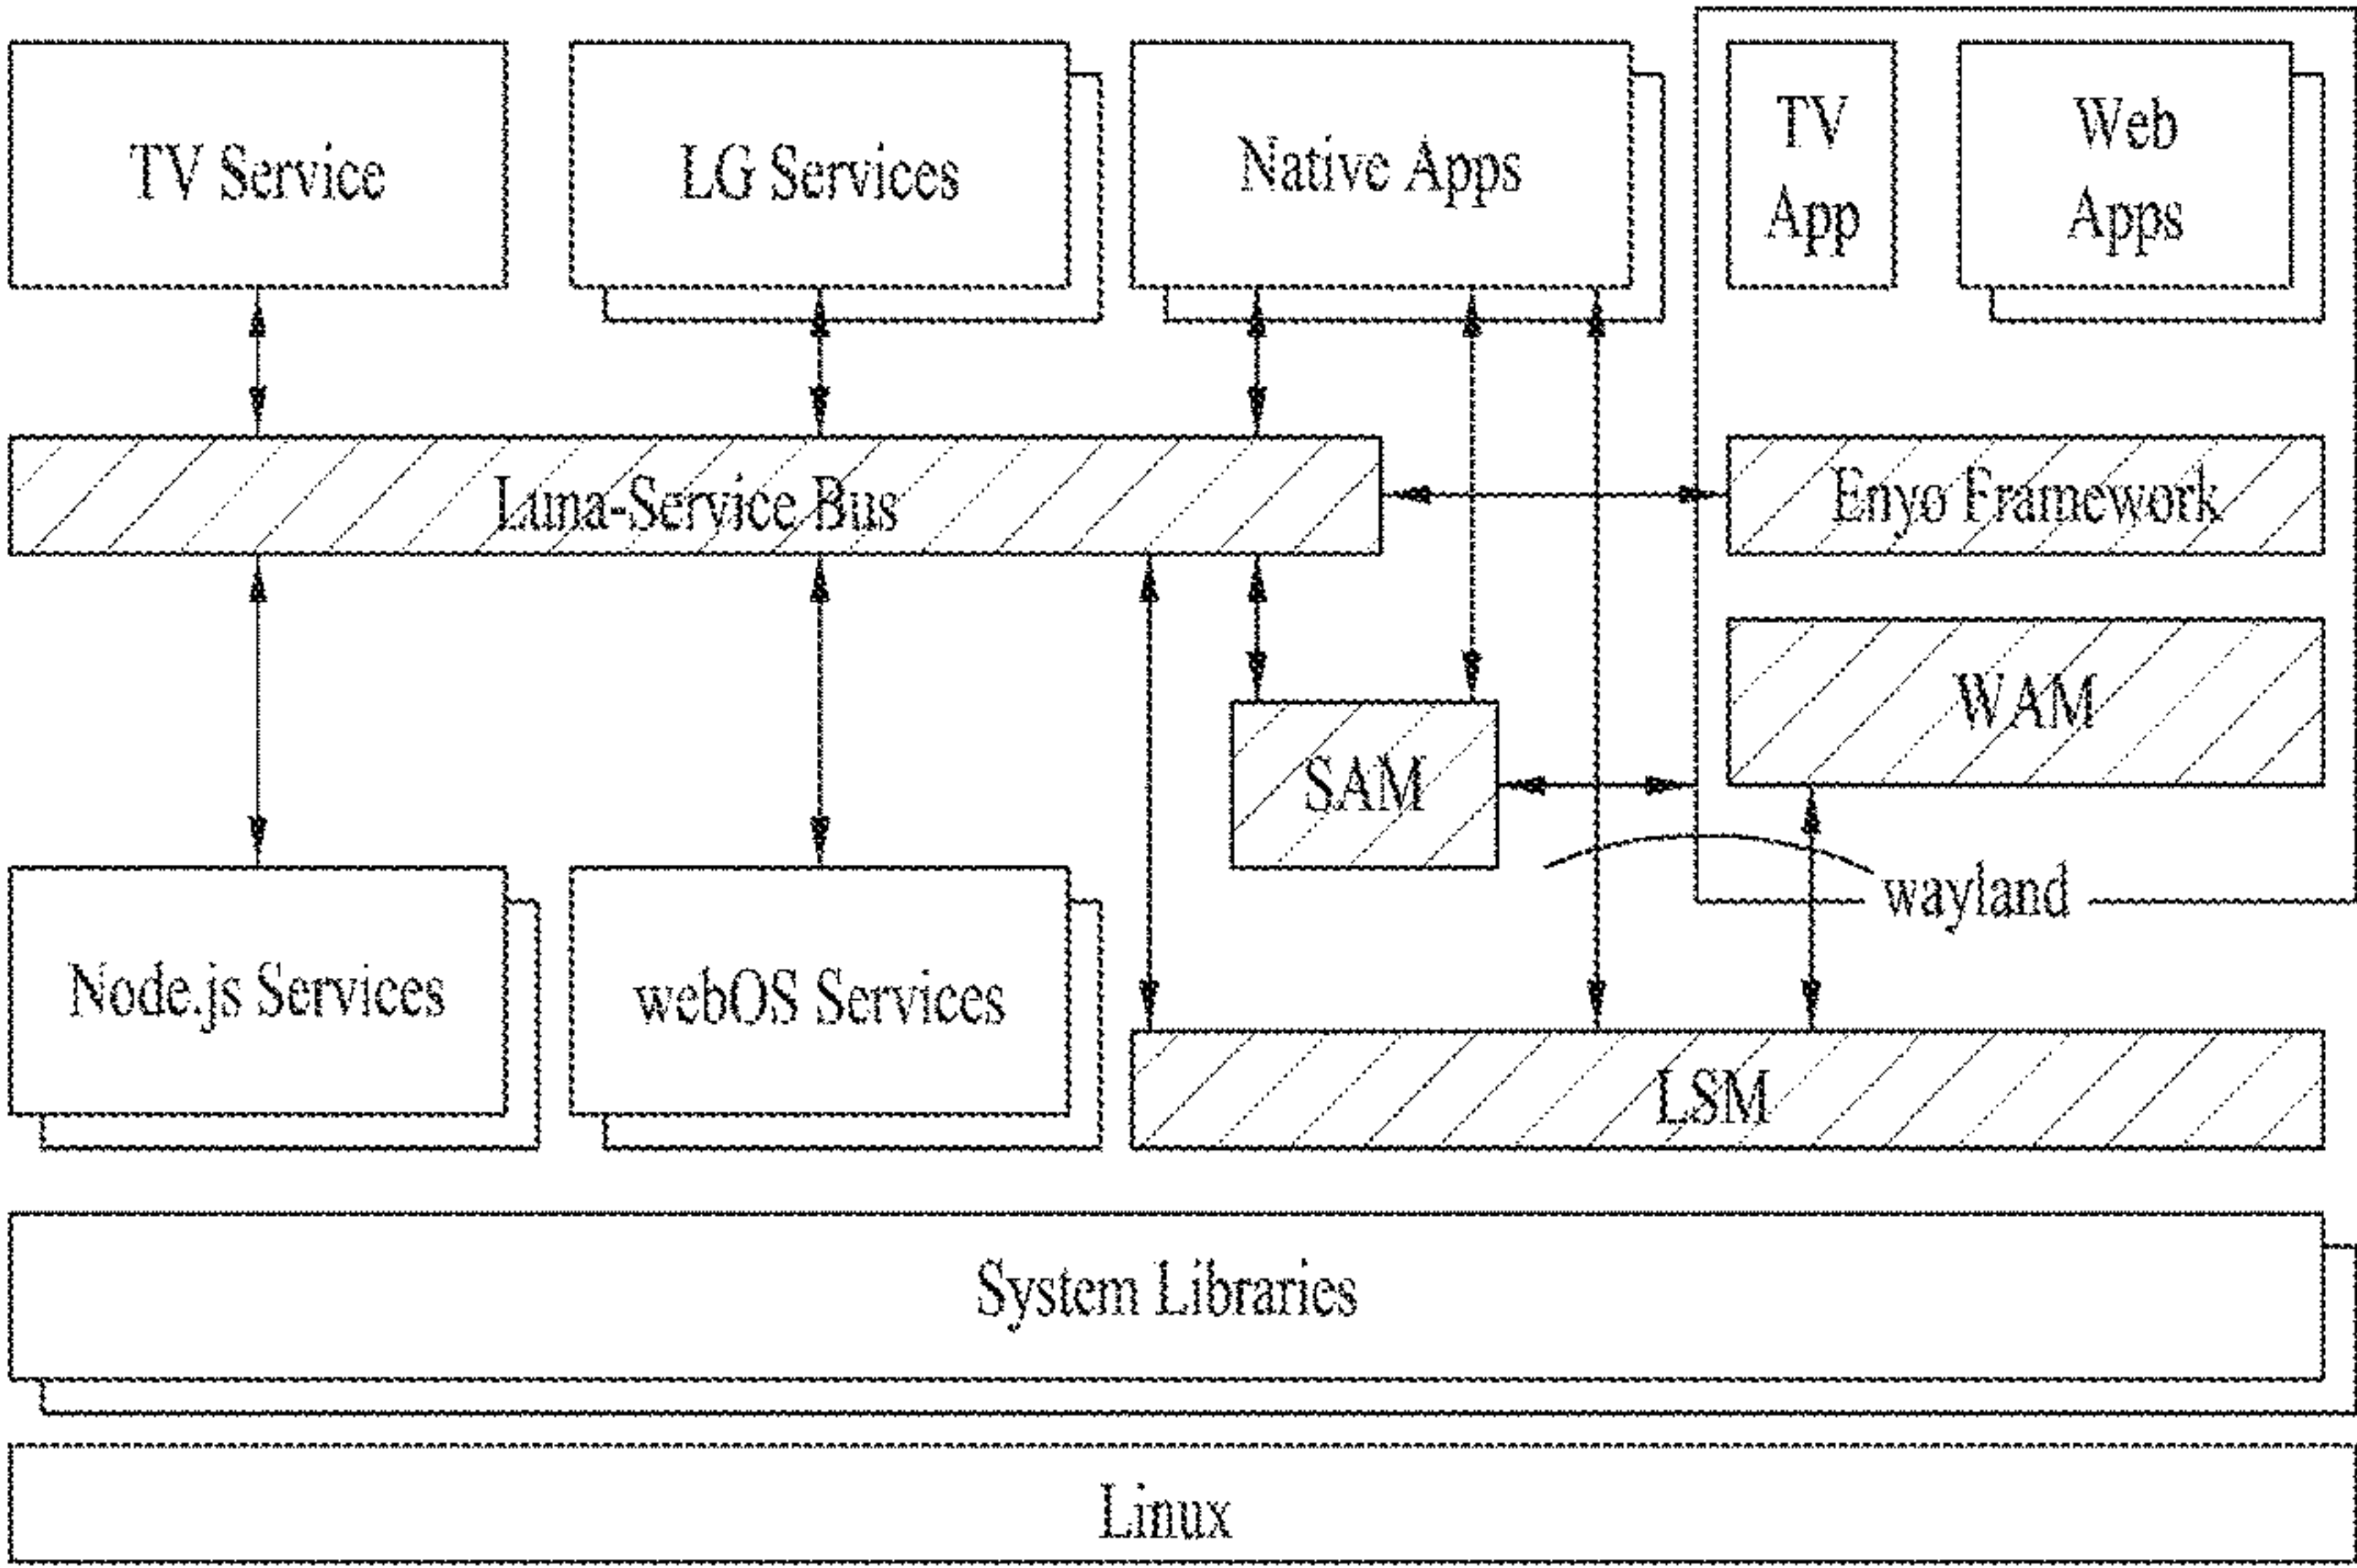 TV Service
LG Services
Native Apps
TV
App
Web
Apps
Luna-Service Bus
Enyo Framework
WAM
SAM
wayland
Node.js Services
webOS Services
LSM
System Libraries
Linux